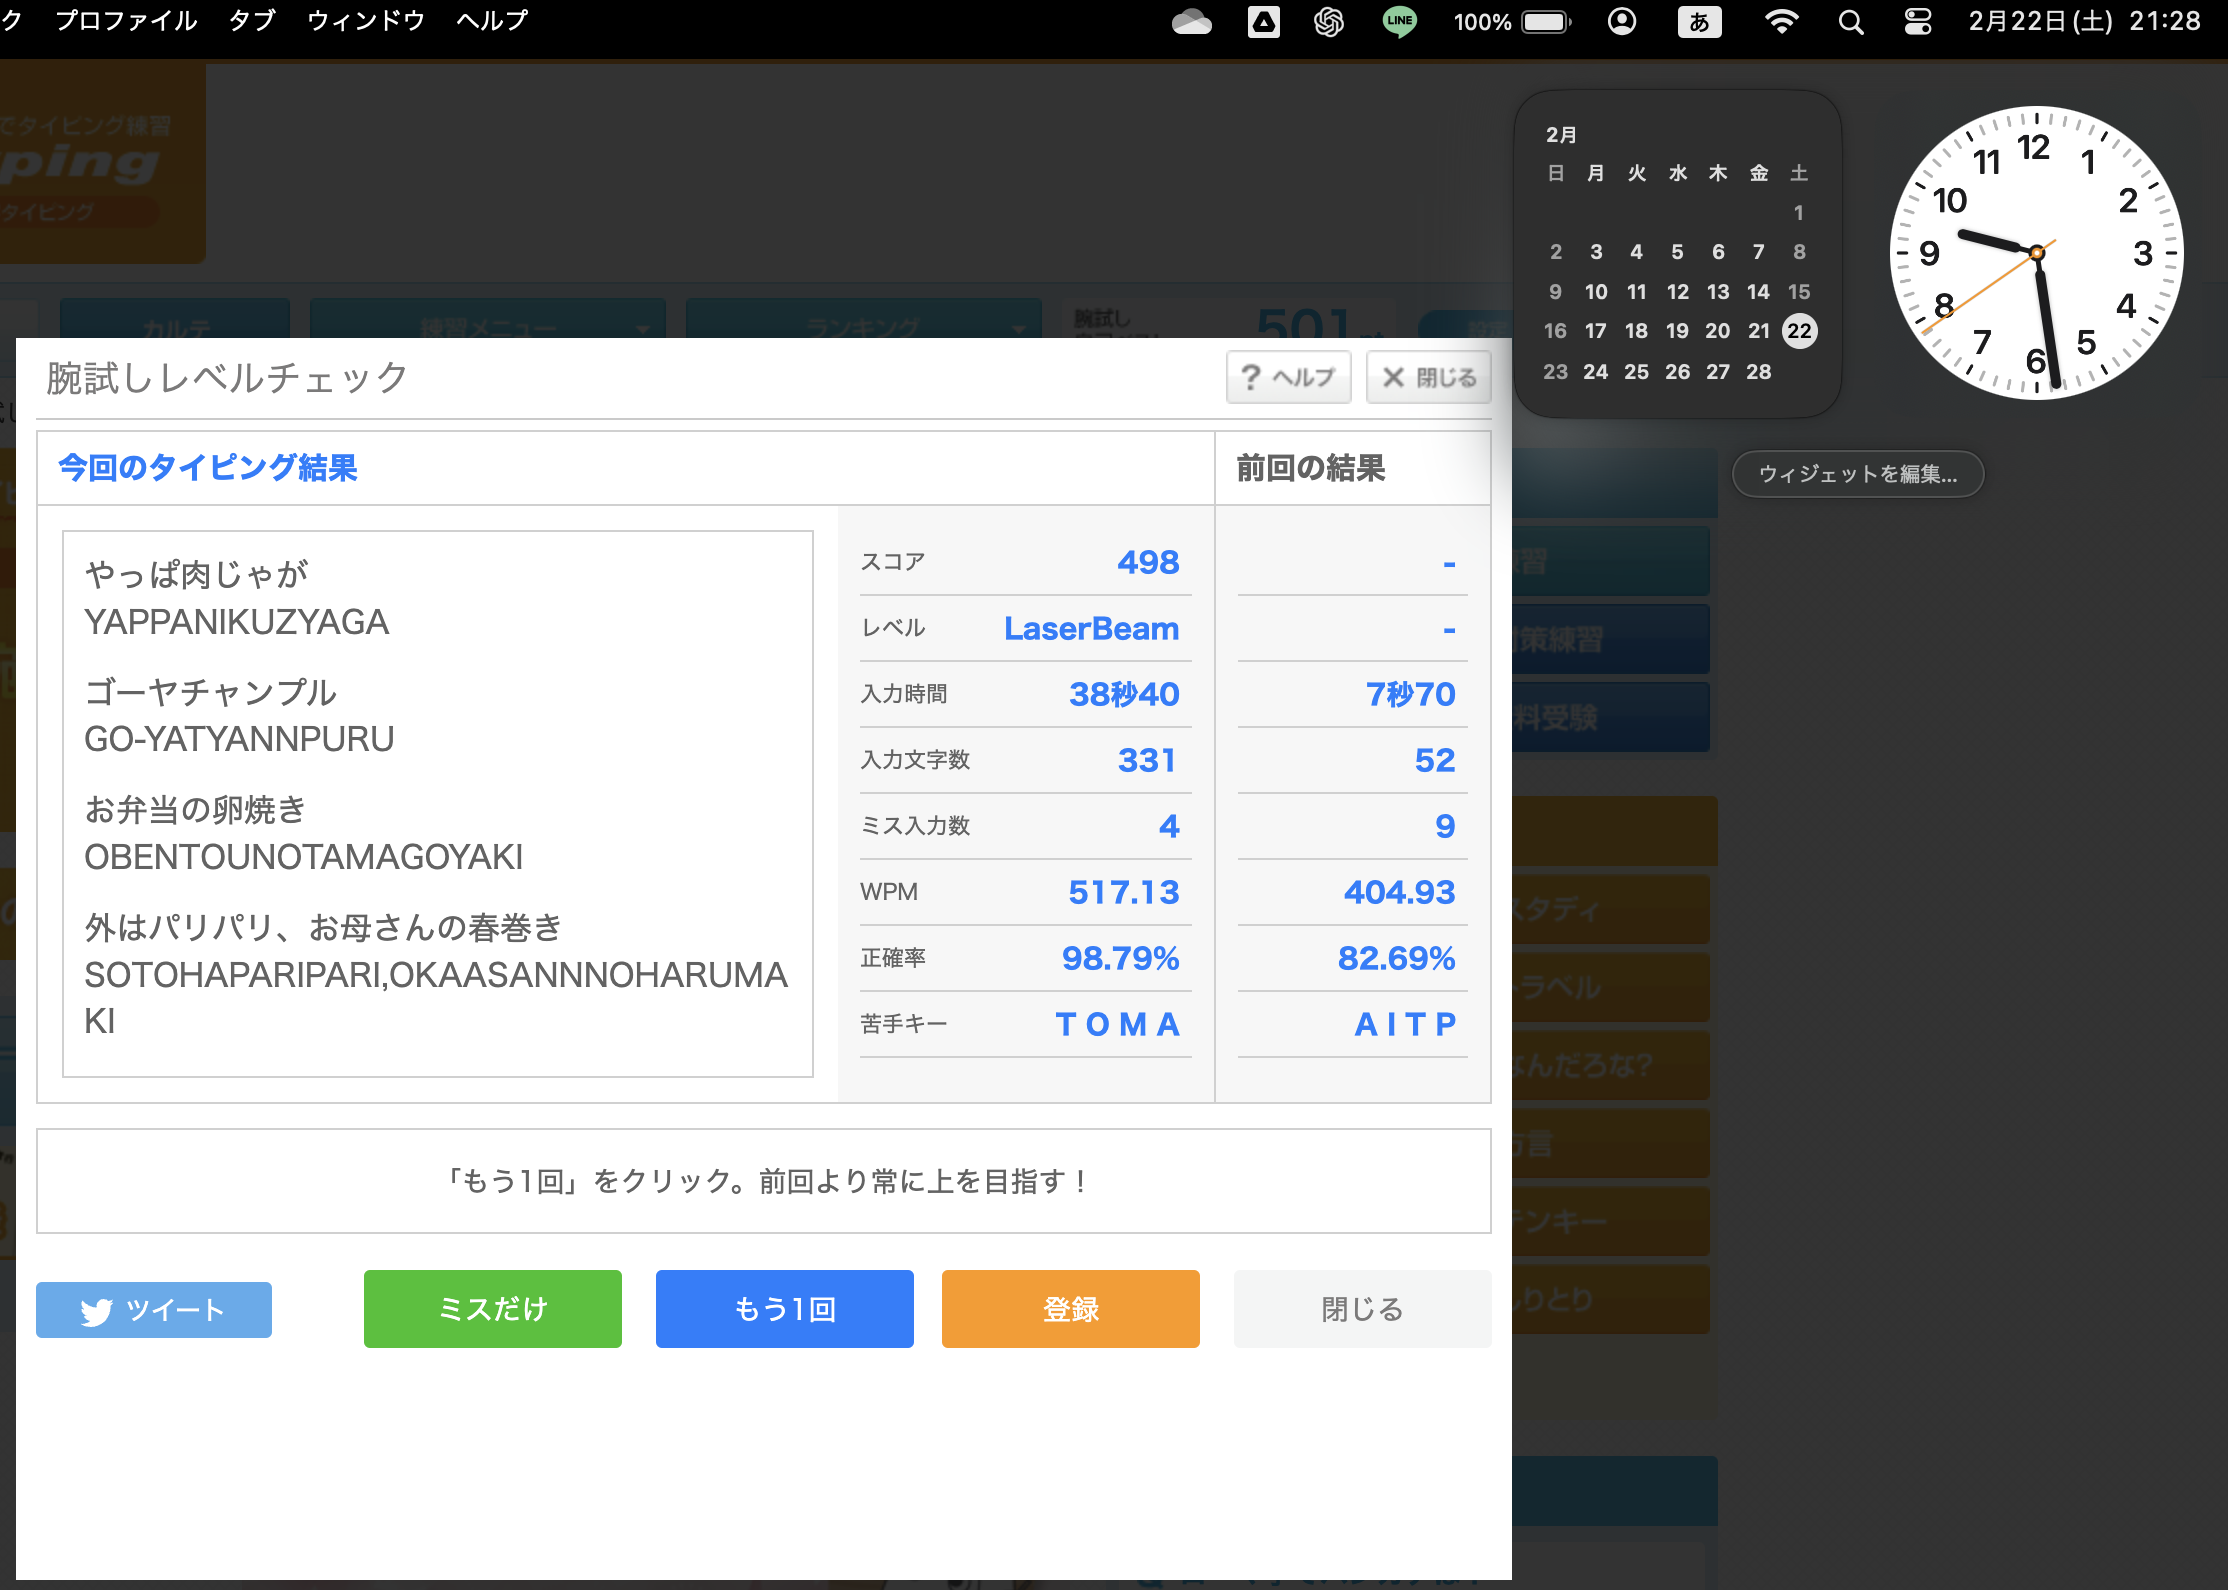 ク プロファイル タブ ウィンドウ ヘルプ
LINE 100% あ 2月22日(土) 21:28
でタイピング練習
ping
タイピング
2月
日 月 火 水 木 金 土
1
2 3 4 5 6 7 8
9 10 11 12 13 14 15
16 17 18 19 20 21 22
23 24 25 26 27 28
12 1 2 3 4 5 6 7 8 9 10 11
ウィジェットを編集...
カルテ 練習メニュー ランキング 腕試し 501 設定
腕試しレベルチェック ? ヘルプ × 閉じる
今回のタイピング結果 前回の結果
やっぱ肉じゃが
YAPPANIKUZYAGA
ゴーヤチャンプル
GO-YATYANNPURU
お弁当の卵焼き
OBENTOUNOTAMAGOYAKI
外はパリパリ、お母さんの春巻き
SOTOHAPARIPARI,OKAASANNNOHARUMA
KI
スコア 498 -
レベル LaserBeam -
入力時間 38秒40 7秒70
入力文字数 331 52
ミス入力数 4 9
WPM 517.13 404.93
正確率 98.79% 82.69%
苦手キー T O M A A I T P
「もう1回」をクリック。前回より常に上を目指す！
ツイート ミスだけ もう1回 登録 閉じる
練習
対策練習
料受験
スタディ
トラベル
なんだろな?
方言
テンキー
しりとり